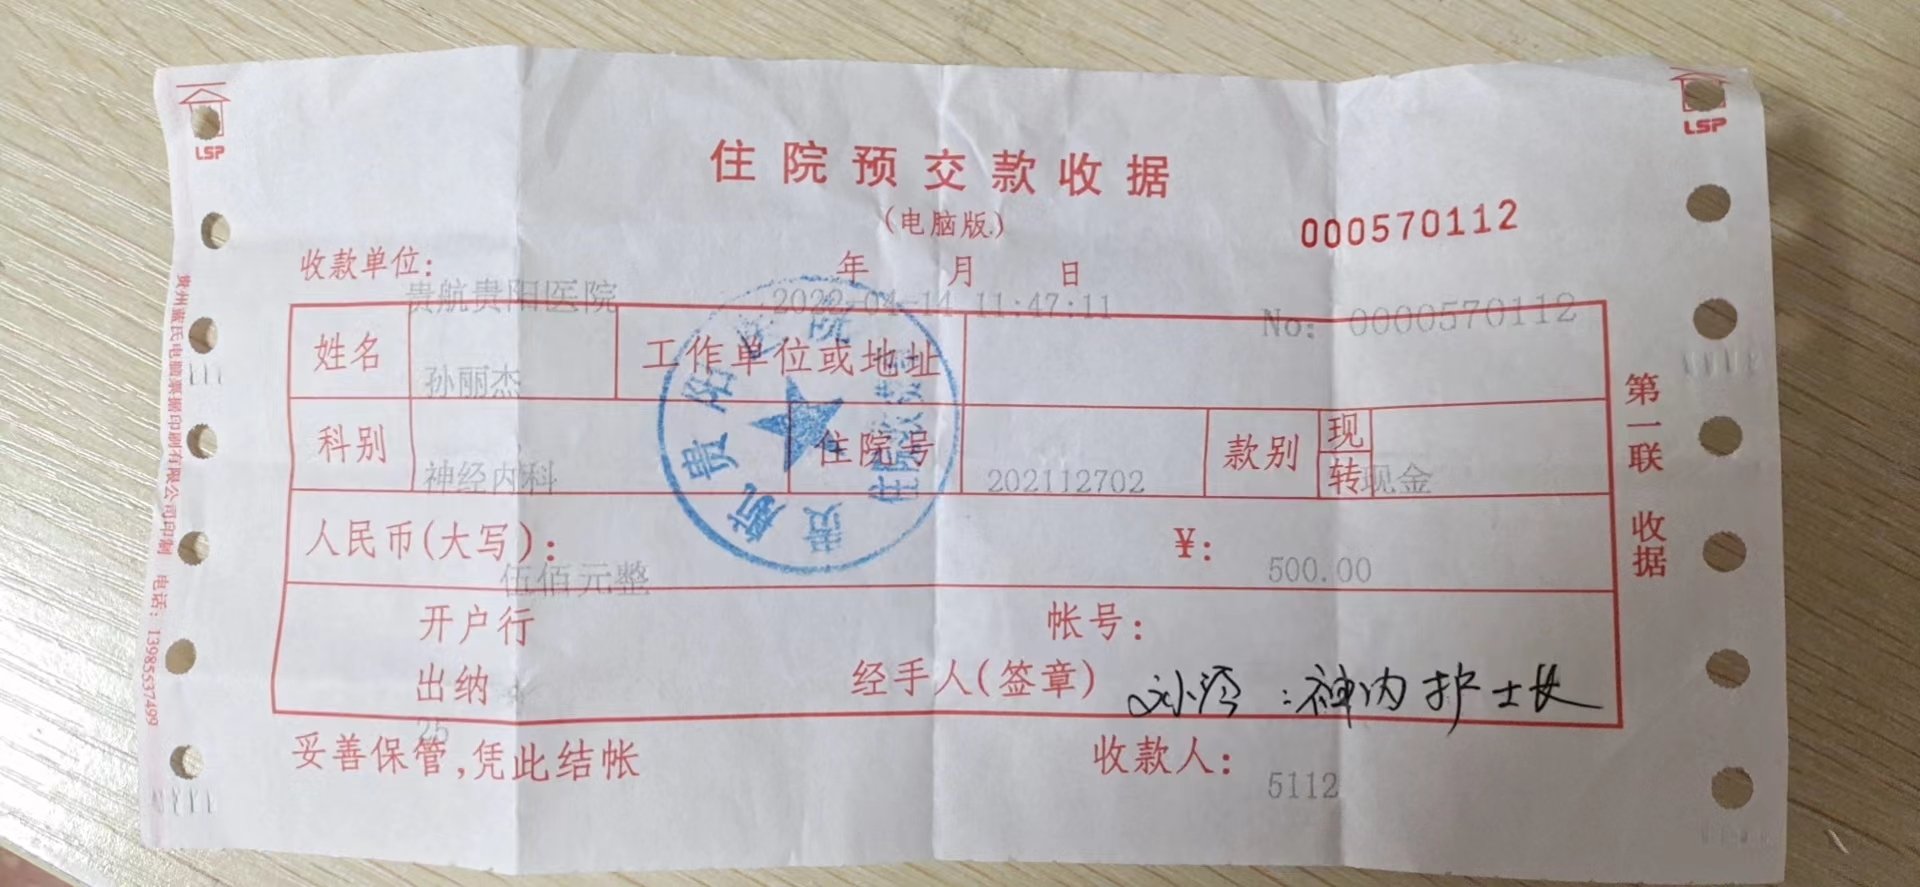 LSP
LSP
住院预交款收据
(电脑版)
000570112
收款单位:
年 月 日
贵航贵阳医院
2022-04-14 11:47:11
No: 0000570112
姓名
孙丽杰
工作单位或地址
科别
神经内科
住院号
202112702
款别
现
转
现金
人民币(大写):
伍佰元整
¥:
500.00
开户行
帐号:
出纳
经手人(签章)
:神内护士长
25
妥善保管,凭此结帐
收款人:
5112
第一联 收据
电话: 13985537499